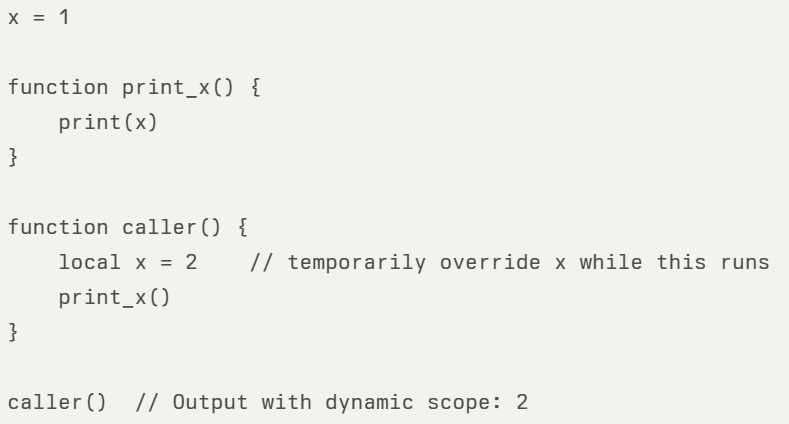 x = 1
function print_x() {
    print(x)
}
function caller() {
    local x = 2    // temporarily override x while this runs
    print_x()
}
caller()  // Output with dynamic scope: 2